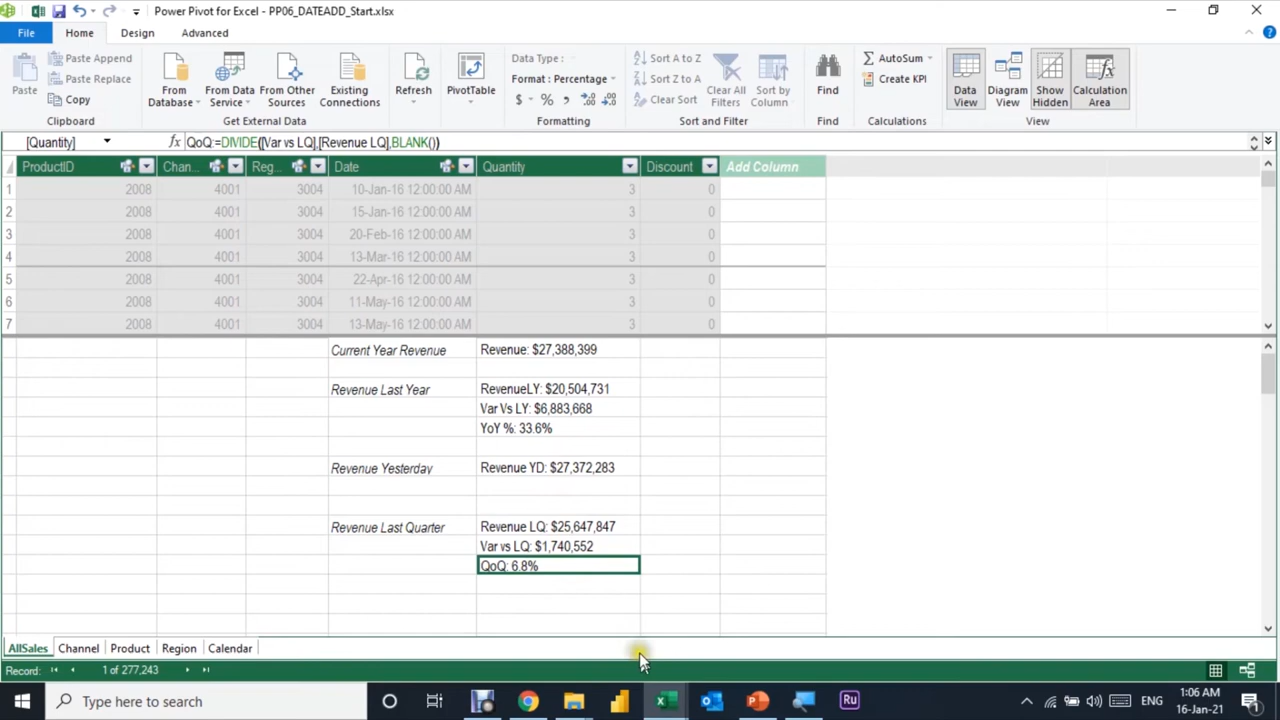 Power Pivot for Excel - PP06_DATEADD_Start.xlsx
File Home Design Advanced
Paste
Paste Append
Paste Replace
Copy
Clipboard
From Database
From Data Service
From Other Sources
Existing Connections
Get External Data
Refresh
PivotTable
Data Type :
Format : Percentage
$ % ,
Formatting
Sort A to Z
Sort Z to A
Clear Sort
Clear All Filters
Sort by Column
Sort and Filter
Find
Find
AutoSum
Create KPI
Calculations
Data View
Diagram View
Show Hidden
Calculation Area
View
[Quantity] fx QoQ:=DIVIDE([Var vs LQ],[Revenue LQ],BLANK())
ProductID Chan... Reg... Date Quantity Discount Add Column
1 2008 4001 3004 10-Jan-16 12:00:00 AM 3 0
2 2008 4001 3004 15-Jan-16 12:00:00 AM 3 0
3 2008 4001 3004 20-Feb-16 12:00:00 AM 3 0
4 2008 4001 3004 13-Mar-16 12:00:00 AM 3 0
5 2008 4001 3004 22-Apr-16 12:00:00 AM 3 0
6 2008 4001 3004 11-May-16 12:00:00 AM 3 0
7 2008 4001 3004 13-May-16 12:00:00 AM 3 0
Current Year Revenue Revenue: $27,388,399
Revenue Last Year RevenueLY: $20,504,731
Var Vs LY: $6,883,668
YoY %: 33.6%
Revenue Yesterday Revenue YD: $27,372,283
Revenue Last Quarter Revenue LQ: $25,647,847
Var vs LQ: $1,740,552
QoQ: 6.8%
AllSales Channel Product Region Calendar
Record: 1 of 277,243
Type here to search
Ru
ENG
1:06 AM
16-Jan-21
1